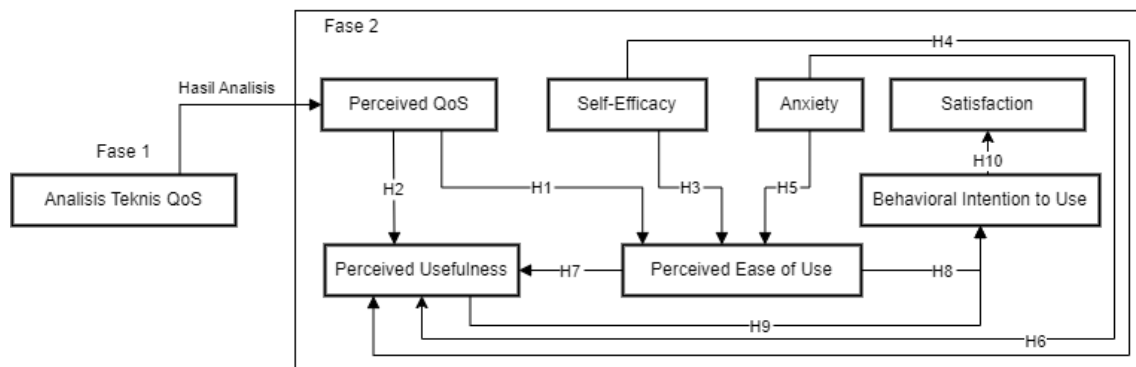 Fase 2
H4
Hasil Analisis
Perceived QoS
Self-Efficacy
Anxiety
Satisfaction
Fase 1
H10
Analisis Teknis QoS
H2
H1
H3
H5
Behavioral Intention to Use
Perceived Usefulness
H7
Perceived Ease of Use
H8
H9
H6